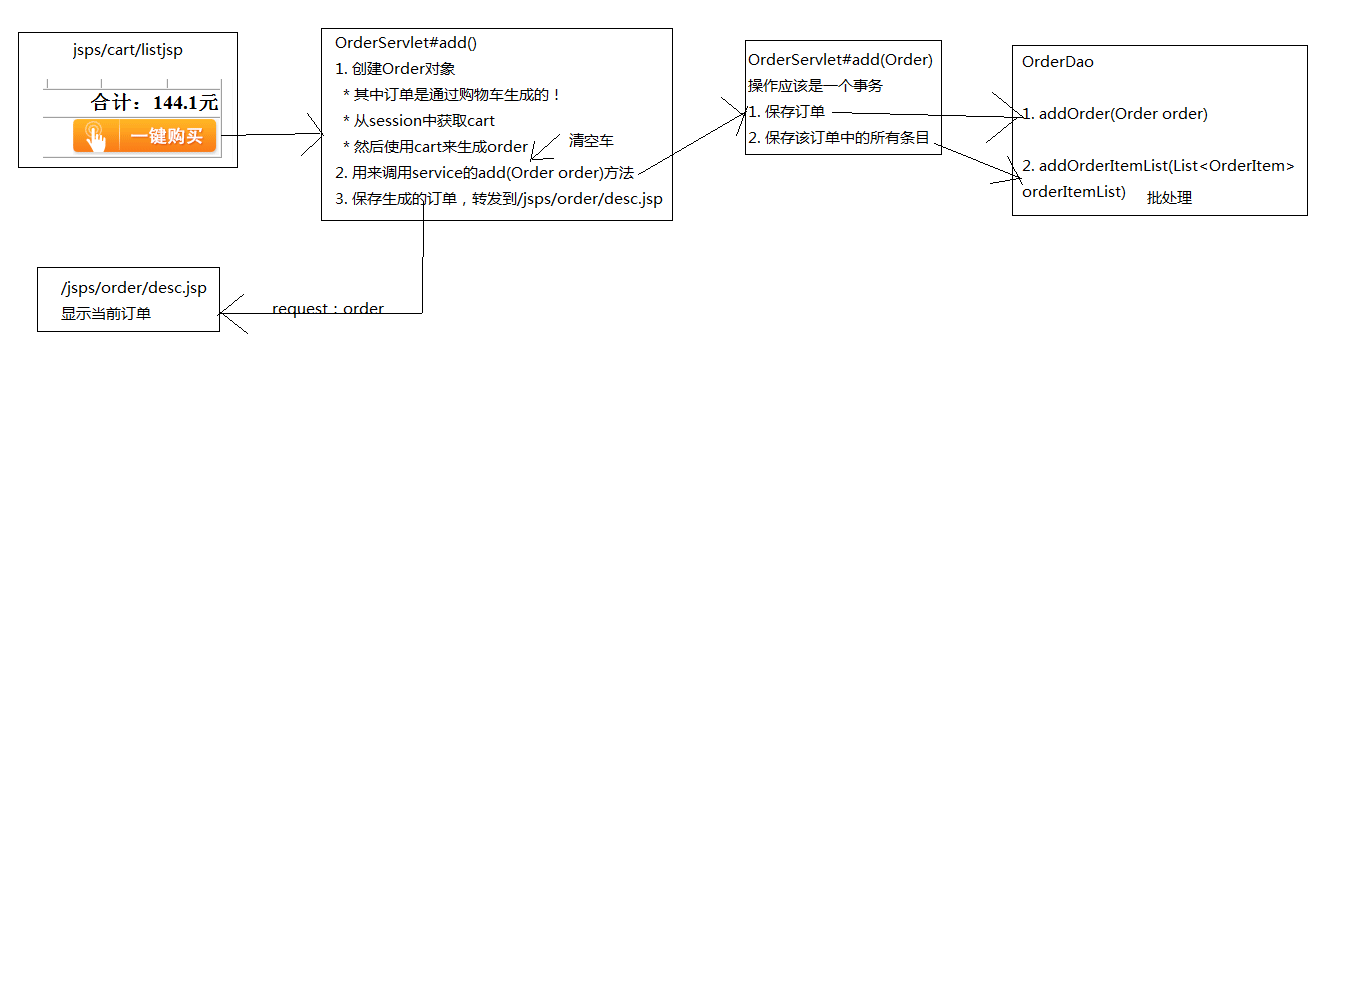 jsps/cart/listjsp
合计：144.1元
一键购买
OrderServlet#add()
1. 创建Order对象
* 其中订单是通过购物车生成的！
* 从session中获取cart
* 然后使用cart来生成order
清空车
2. 用来调用service的add(Order order)方法
3. 保存生成的订单，转发到/jsps/order/desc.jsp
OrderServlet#add(Order)
操作应该是一个事务
1. 保存订单
2. 保存该订单中的所有条目
OrderDao
1. addOrder(Order order)
2. addOrderItemList(List<OrderItem>
orderItemList)
批处理
/jsps/order/desc.jsp
显示当前订单
request：order